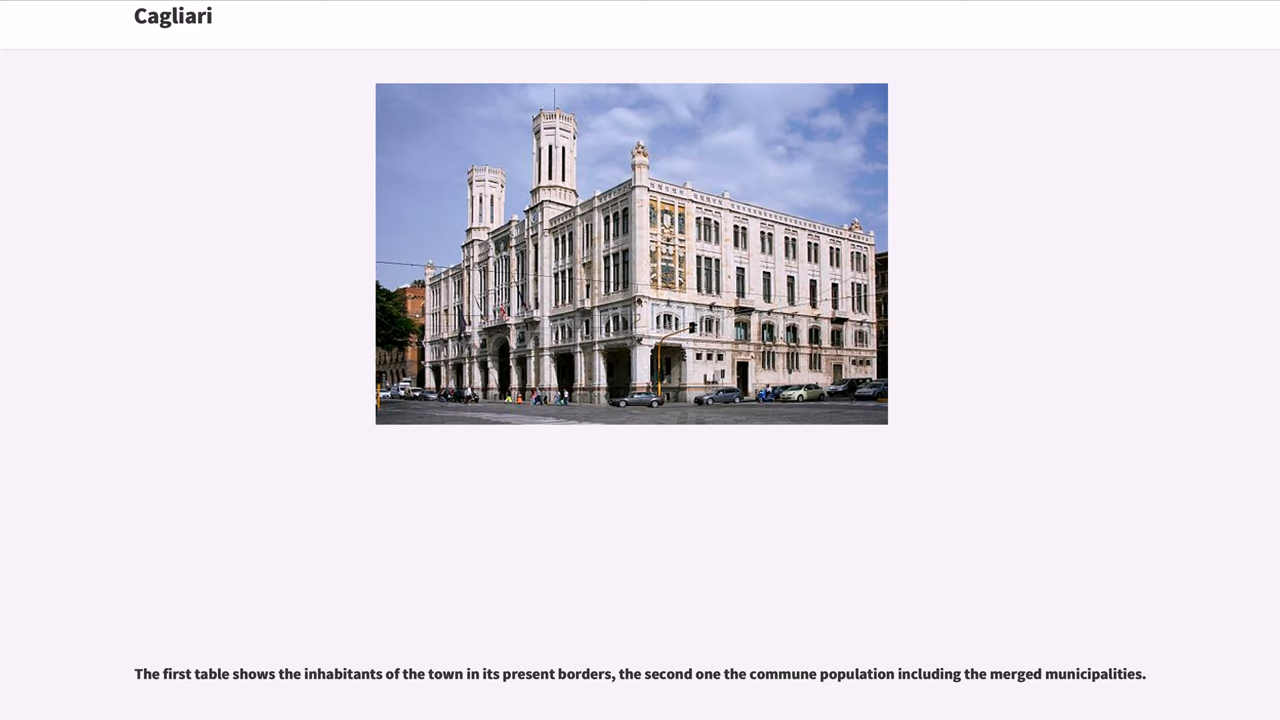 Cagliari
The first table shows the inhabitants of the town in its present borders, the second one the commune population including the merged municipalities.